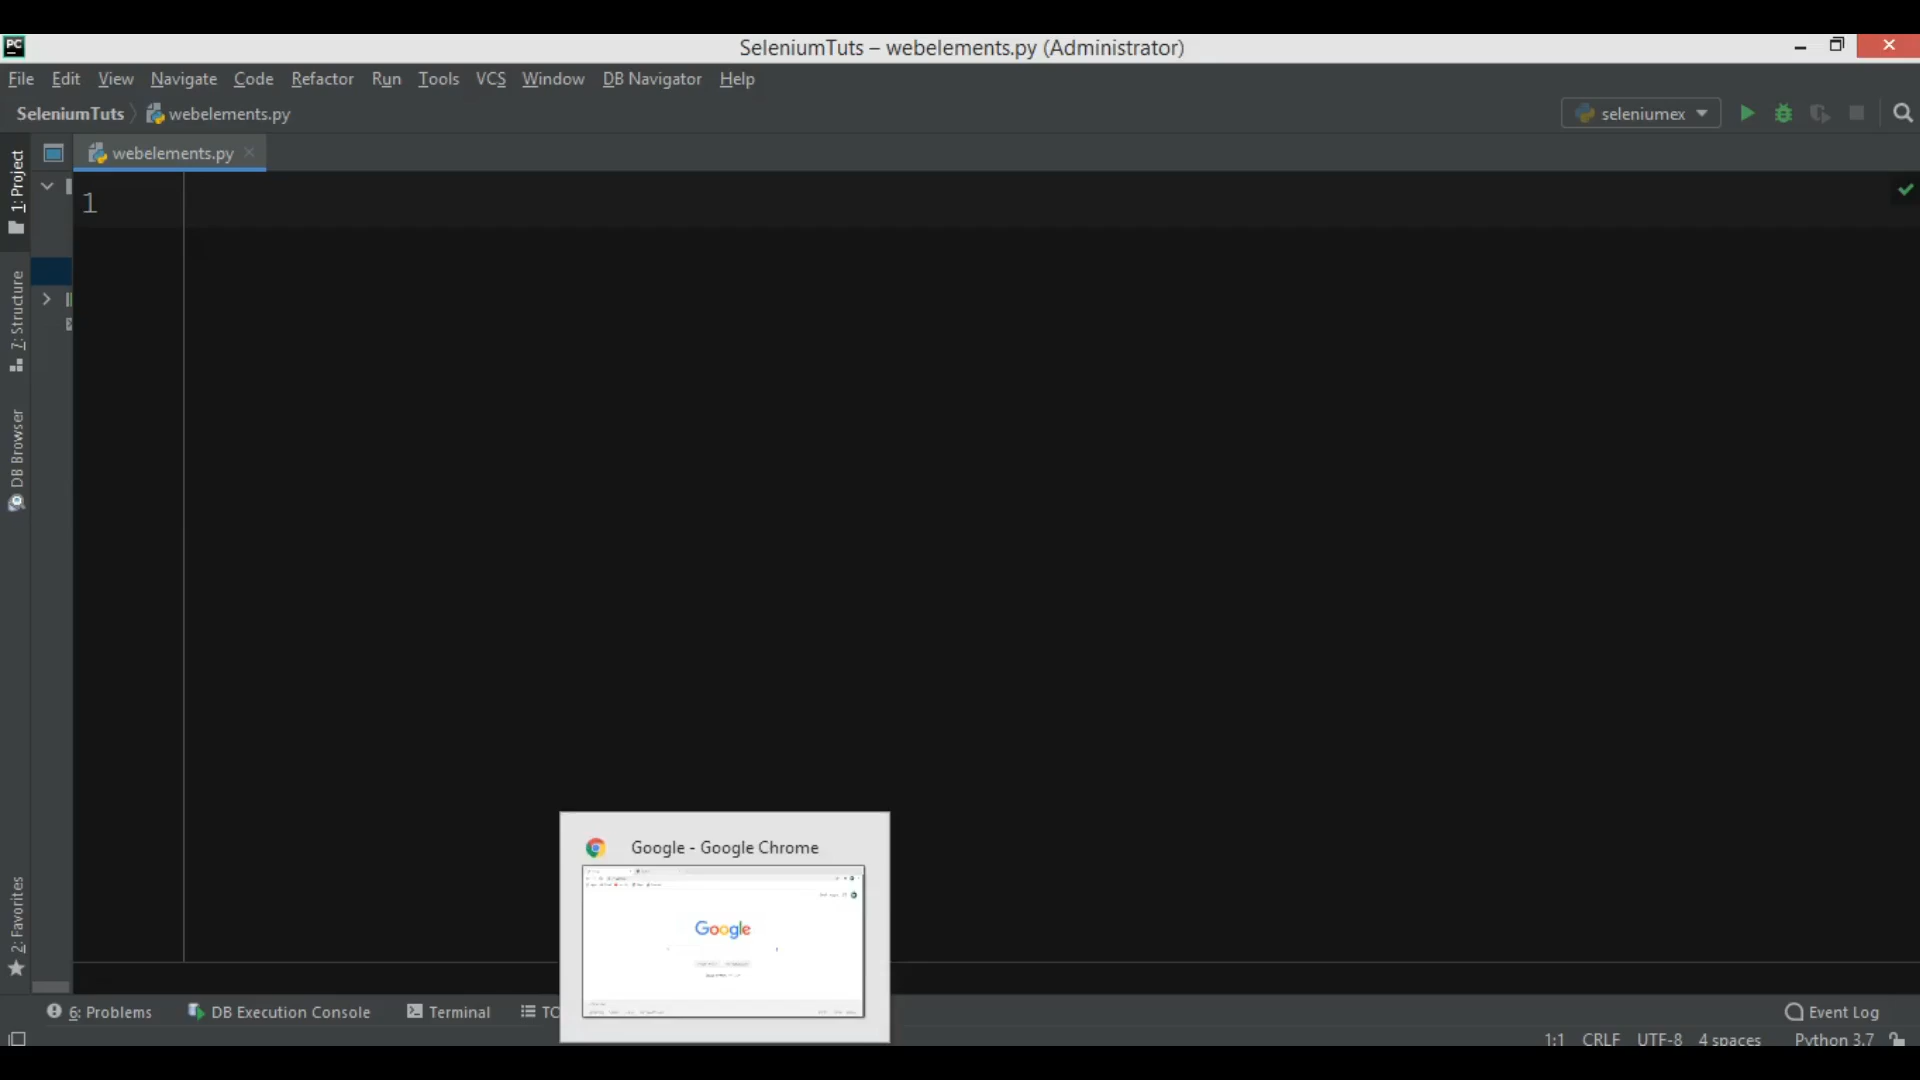 PC
SeleniumTuts – webelements.py (Administrator)
File Edit View Navigate Code Refactor Run Tools VCS Window DB Navigator Help
SeleniumTuts webelements.py
seleniumex
webelements.py
1
1: Project
7: Structure
DB Browser
2: Favorites
Google - Google Chrome
Google
6: Problems DB Execution Console Terminal
Event Log
1:1 CRLF UTF-8 4 spaces Python 3.7